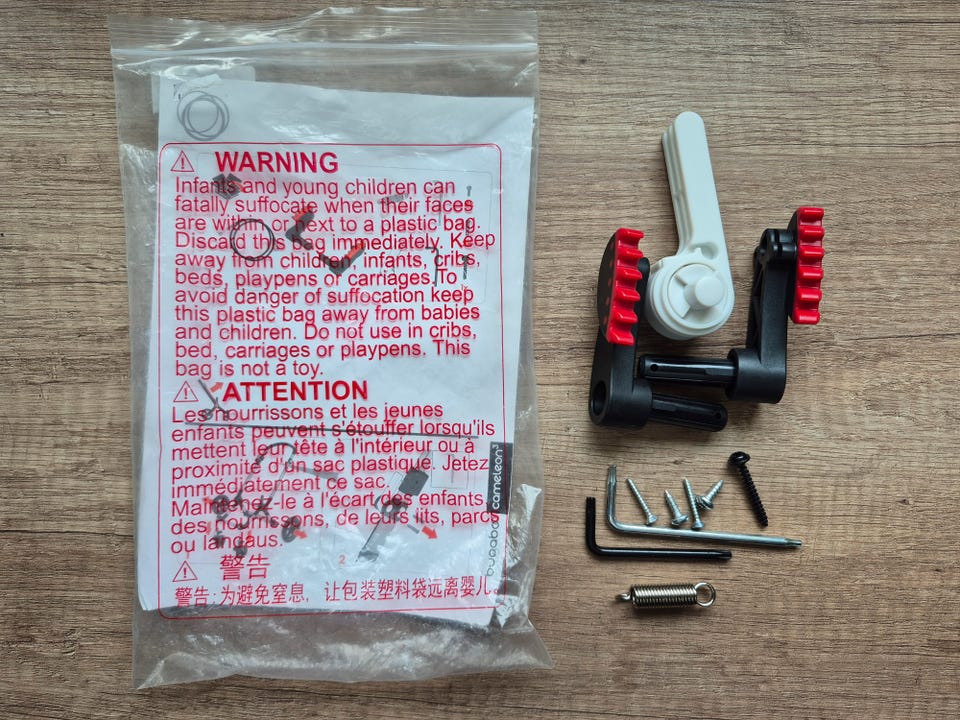 WARNING
Infants and young children can
fatally suffocate when their faces
are within or next to a plastic bag.
Discard this bag immediately. Keep
away from children, infants, cribs,
beds, playpens or carriages. To
avoid danger of suffocation keep
this plastic bag away from babies
and children. Do not use in cribs,
bed, carriages or playpens. This
bag is not a toy.
ATTENTION
Les nourrissons et les jeunes
enfants peuvent s'étouffer lorsqu'ils
mettent leur tête à l'intérieur ou à
proximité d'un sac plastique. Jetez
immédiatement ce sac.
Maintenez-le à l'écart des enfants,
des nourrissons, de leurs lits, parcs
ou landaus.
2
警告
警告: 为避免窒息, 让包装塑料袋远离婴儿。
bugaboo cameleon³